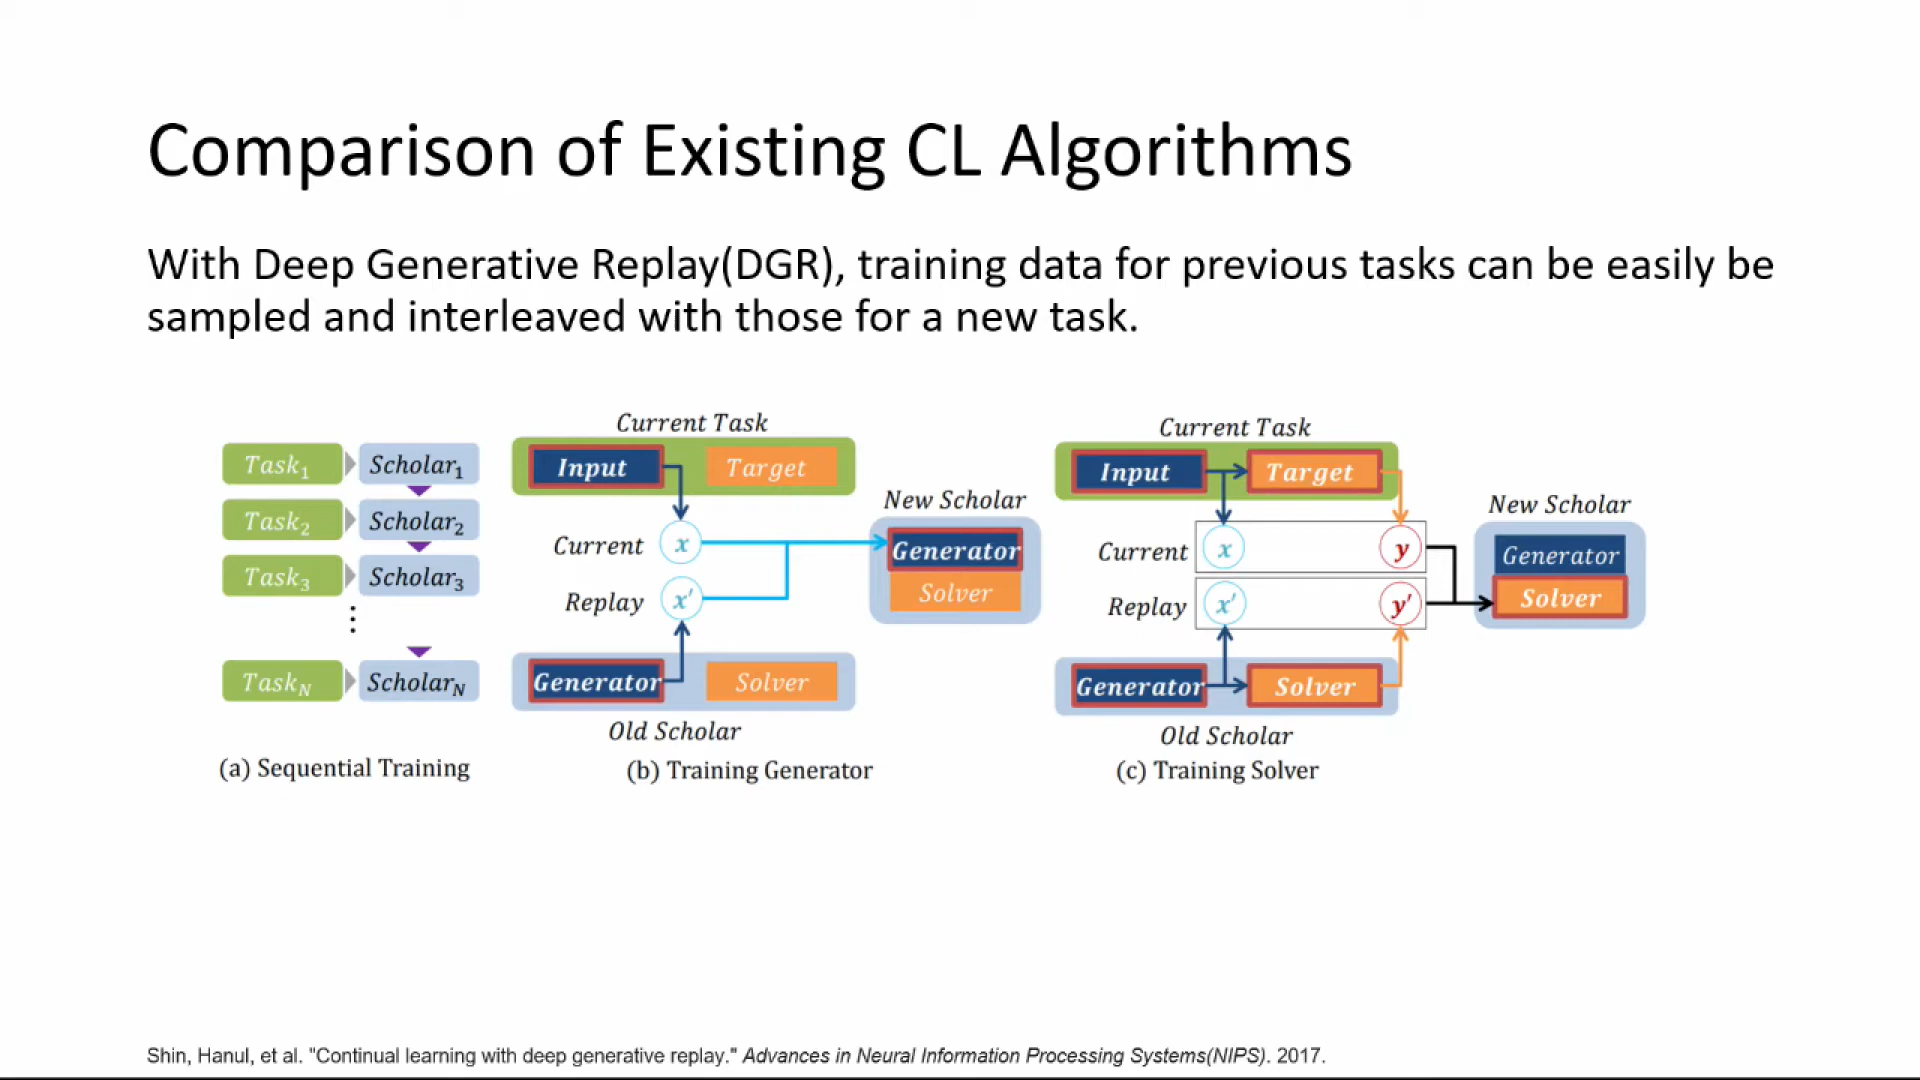 Comparison of Existing CL Algorithms
With Deep Generative Replay(DGR), training data for previous tasks can be easily be
sampled and interleaved with those for a new task.
Task1 Scholar1
Task2 Scholar2
Task3 Scholar3
⋮
TaskN ScholarN
(a) Sequential Training
Current Task
Input Target
New Scholar
Current x
Generator
Replay x′
Solver
Generator Solver
Old Scholar
(b) Training Generator
Current Task
Input Target
New Scholar
Current x y
Generator
Replay x′ y′
Solver
Generator Solver
Old Scholar
(c) Training Solver
Shin, Hanul, et al. "Continual learning with deep generative replay." Advances in Neural Information Processing Systems(NIPS). 2017.